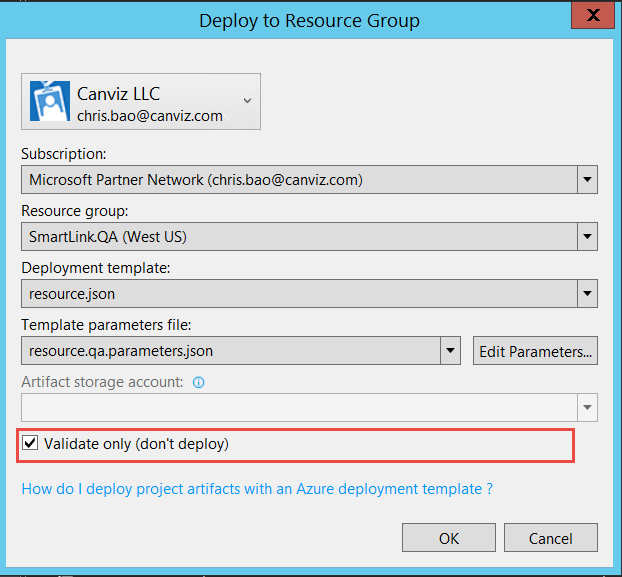 Deploy to Resource Group
X
Canviz LLC
chris.bao@canviz.com
Subscription:
Microsoft Partner Network (chris.bao@canviz.com)
Resource group:
SmartLink.QA (West US)
Deployment template:
resource.json
Template parameters file:
resource.qa.parameters.json
Edit Parameters...
Artifact storage account:
Validate only (don't deploy)
How do I deploy project artifacts with an Azure deployment template ?
OK
Cancel